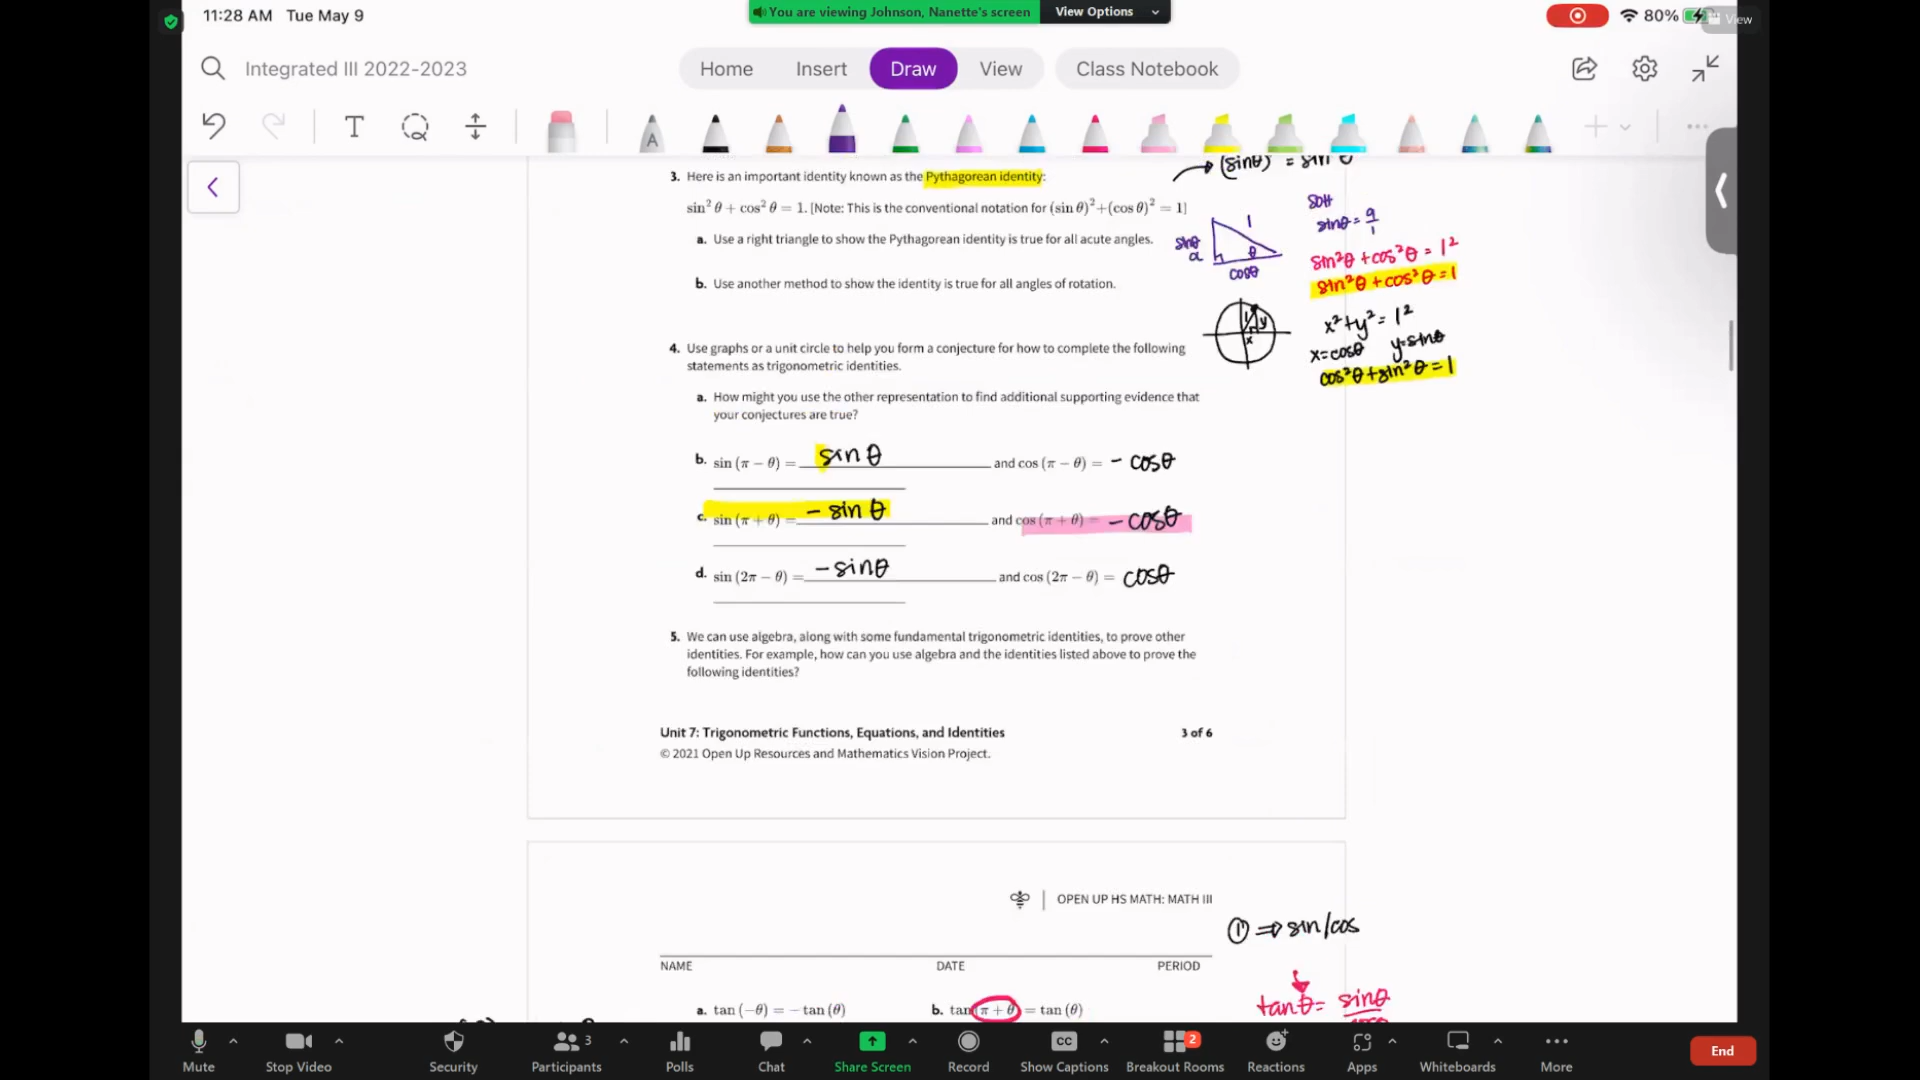 11:28 AM Tue May 9
You are viewing Johnson, Nanette's screen
View Options
80%
View
Integrated III 2022-2023
Home
Insert
Draw
View
Class Notebook
T
A
3. Here is an important identity known as the Pythagorean identity:
sin² θ + cos² θ = 1. [Note: This is the conventional notation for (sin θ)² +(cos θ)² = 1]
a. Use a right triangle to show the Pythagorean identity is true for all acute angles.
b. Use another method to show the identity is true for all angles of rotation.
(sinθ) = sin θ
1
sinθ
a
θ
cosθ
SOH
sinθ = a/1
sin²θ + cos²θ = 1²
sin²θ + cos²θ = 1
1
y
x
x² + y² = 1²
x = cosθ y = sinθ
cos²θ + sin²θ = 1
4. Use graphs or a unit circle to help you form a conjecture for how to complete the following
statements as trigonometric identities.
a. How might you use the other representation to find additional supporting evidence that
your conjectures are true?
b. sin (π − θ) = sin θ and cos (π − θ) = − cosθ
c. sin (π + θ) = − sin θ and cos (π + θ) = − cosθ
d. sin (2π − θ) = − sinθ and cos (2π − θ) = cosθ
5. We can use algebra, along with some fundamental trigonometric identities, to prove other
identities. For example, how can you use algebra and the identities listed above to prove the
following identities?
Unit 7: Trigonometric Functions, Equations, and Identities 3 of 6
© 2021 Open Up Resources and Mathematics Vision Project.
OPEN UP HS MATH: MATH III
① ⇒ sin/cos
NAME DATE PERIOD
tanθ = sinθ
a. tan (−θ) = − tan (θ) b. tan (π + θ) = tan (θ)
Mute
Stop Video
Security
3
Participants
Polls
Chat
Share Screen
Record
CC
Show Captions
2
Breakout Rooms
Reactions
Apps
Whiteboards
More
End